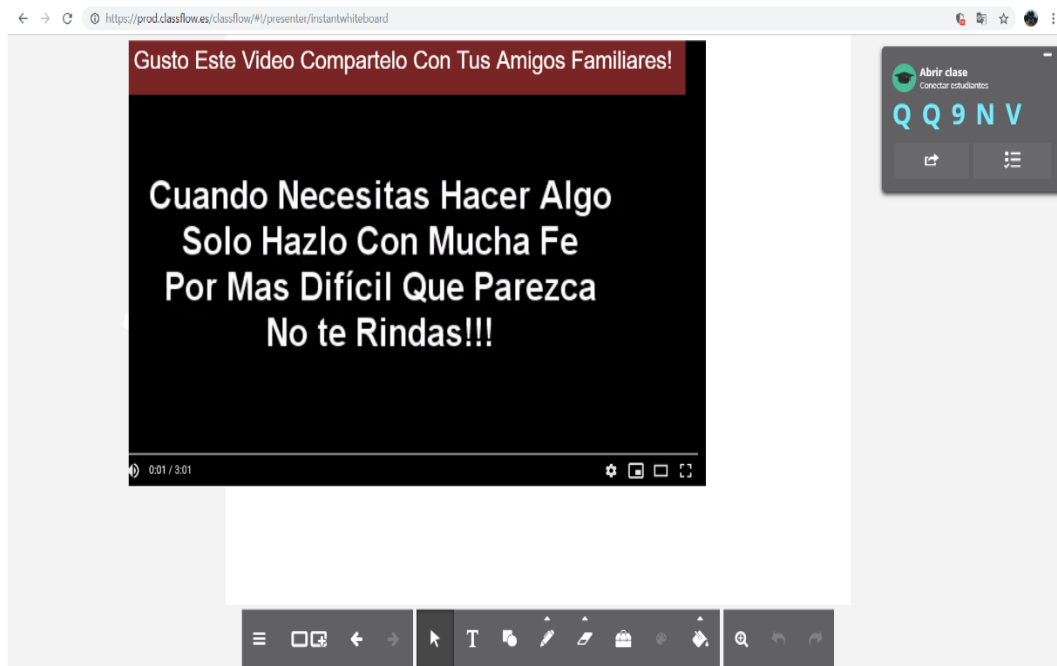 https://prod.classflow.es/classflow/#!/presenter/instantwhiteboard
Gusto Este Video Compartelo Con Tus Amigos Familiares!
Cuando Necesitas Hacer Algo
Solo Hazlo Con Mucha Fe
Por Mas Difícil Que Parezca
No te Rindas!!!
0:01 / 3:01
Abrir clase
Conectar estudiantes
Q Q 9 N V
T